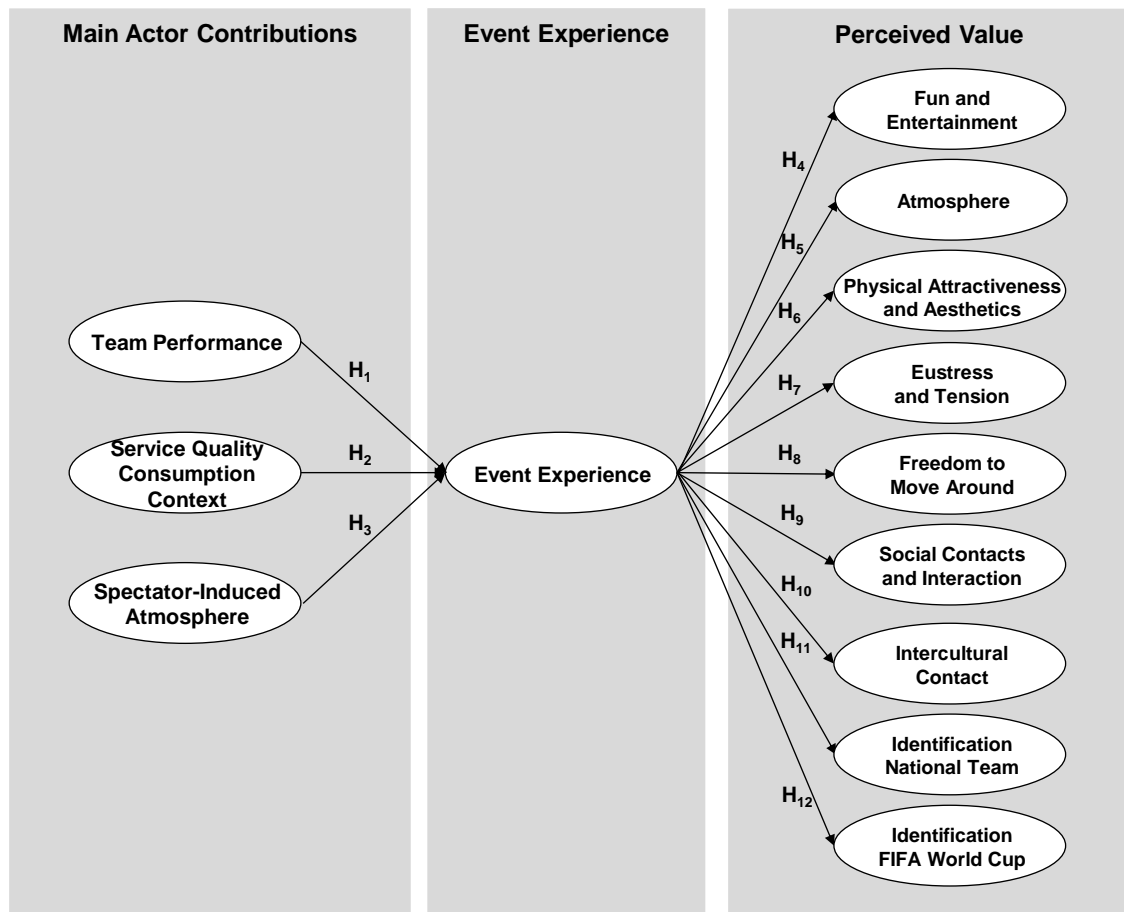 Main Actor Contributions
Event Experience
Perceived Value
Team Performance
Service Quality
Consumption
Context
Spectator-Induced
Atmosphere
H1
H2
H3
Event Experience
H4
H5
H6
H7
H8
H9
H10
H11
H12
Fun and
Entertainment
Atmosphere
Physical Attractiveness
and Aesthetics
Eustress
and Tension
Freedom to
Move Around
Social Contacts
and Interaction
Intercultural
Contact
Identification
National Team
Identification
FIFA World Cup